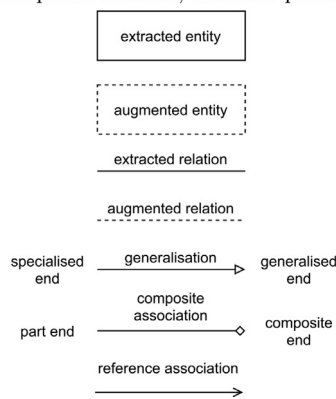 extracted entity
augmented entity
extracted relation
augmented relation
specialised
end
generalisation
generalised
end
composite
association
part end
composite
end
reference association